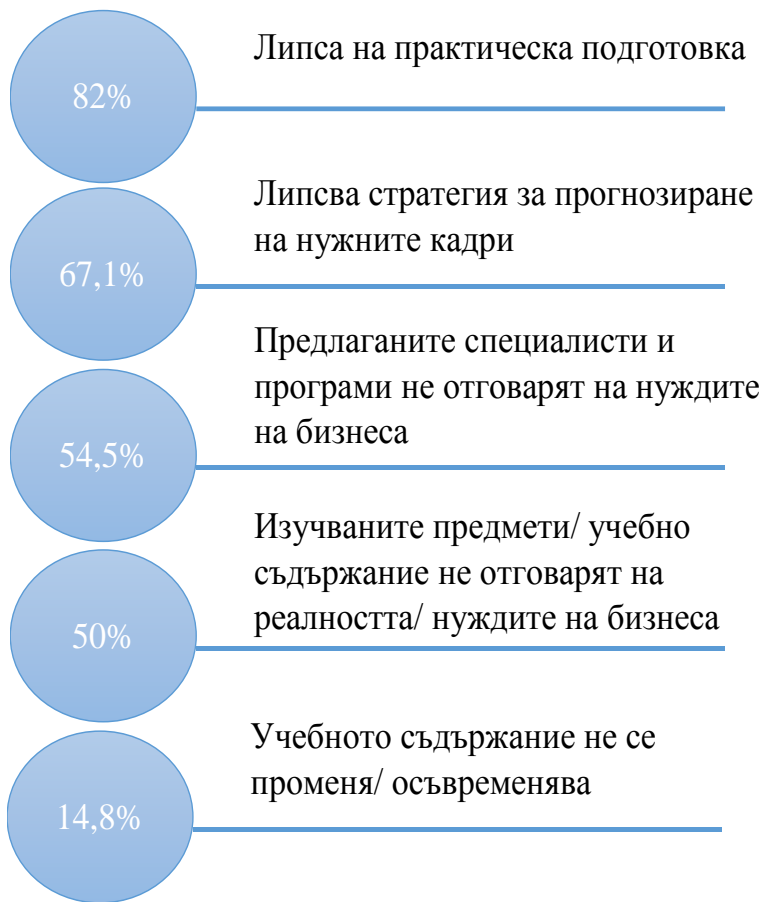 82%
Липса на практическа подготовка
67,1%
Липсва стратегия за прогнозиране
на нужните кадри
54,5%
Предлаганите специалисти и
програми не отговарят на нуждите
на бизнеса
50%
Изучваните предмети/ учебно
съдържание не отговарят на
реалността/ нуждите на бизнеса
14,8%
Учебното съдържание не се
променя/ осъвременява